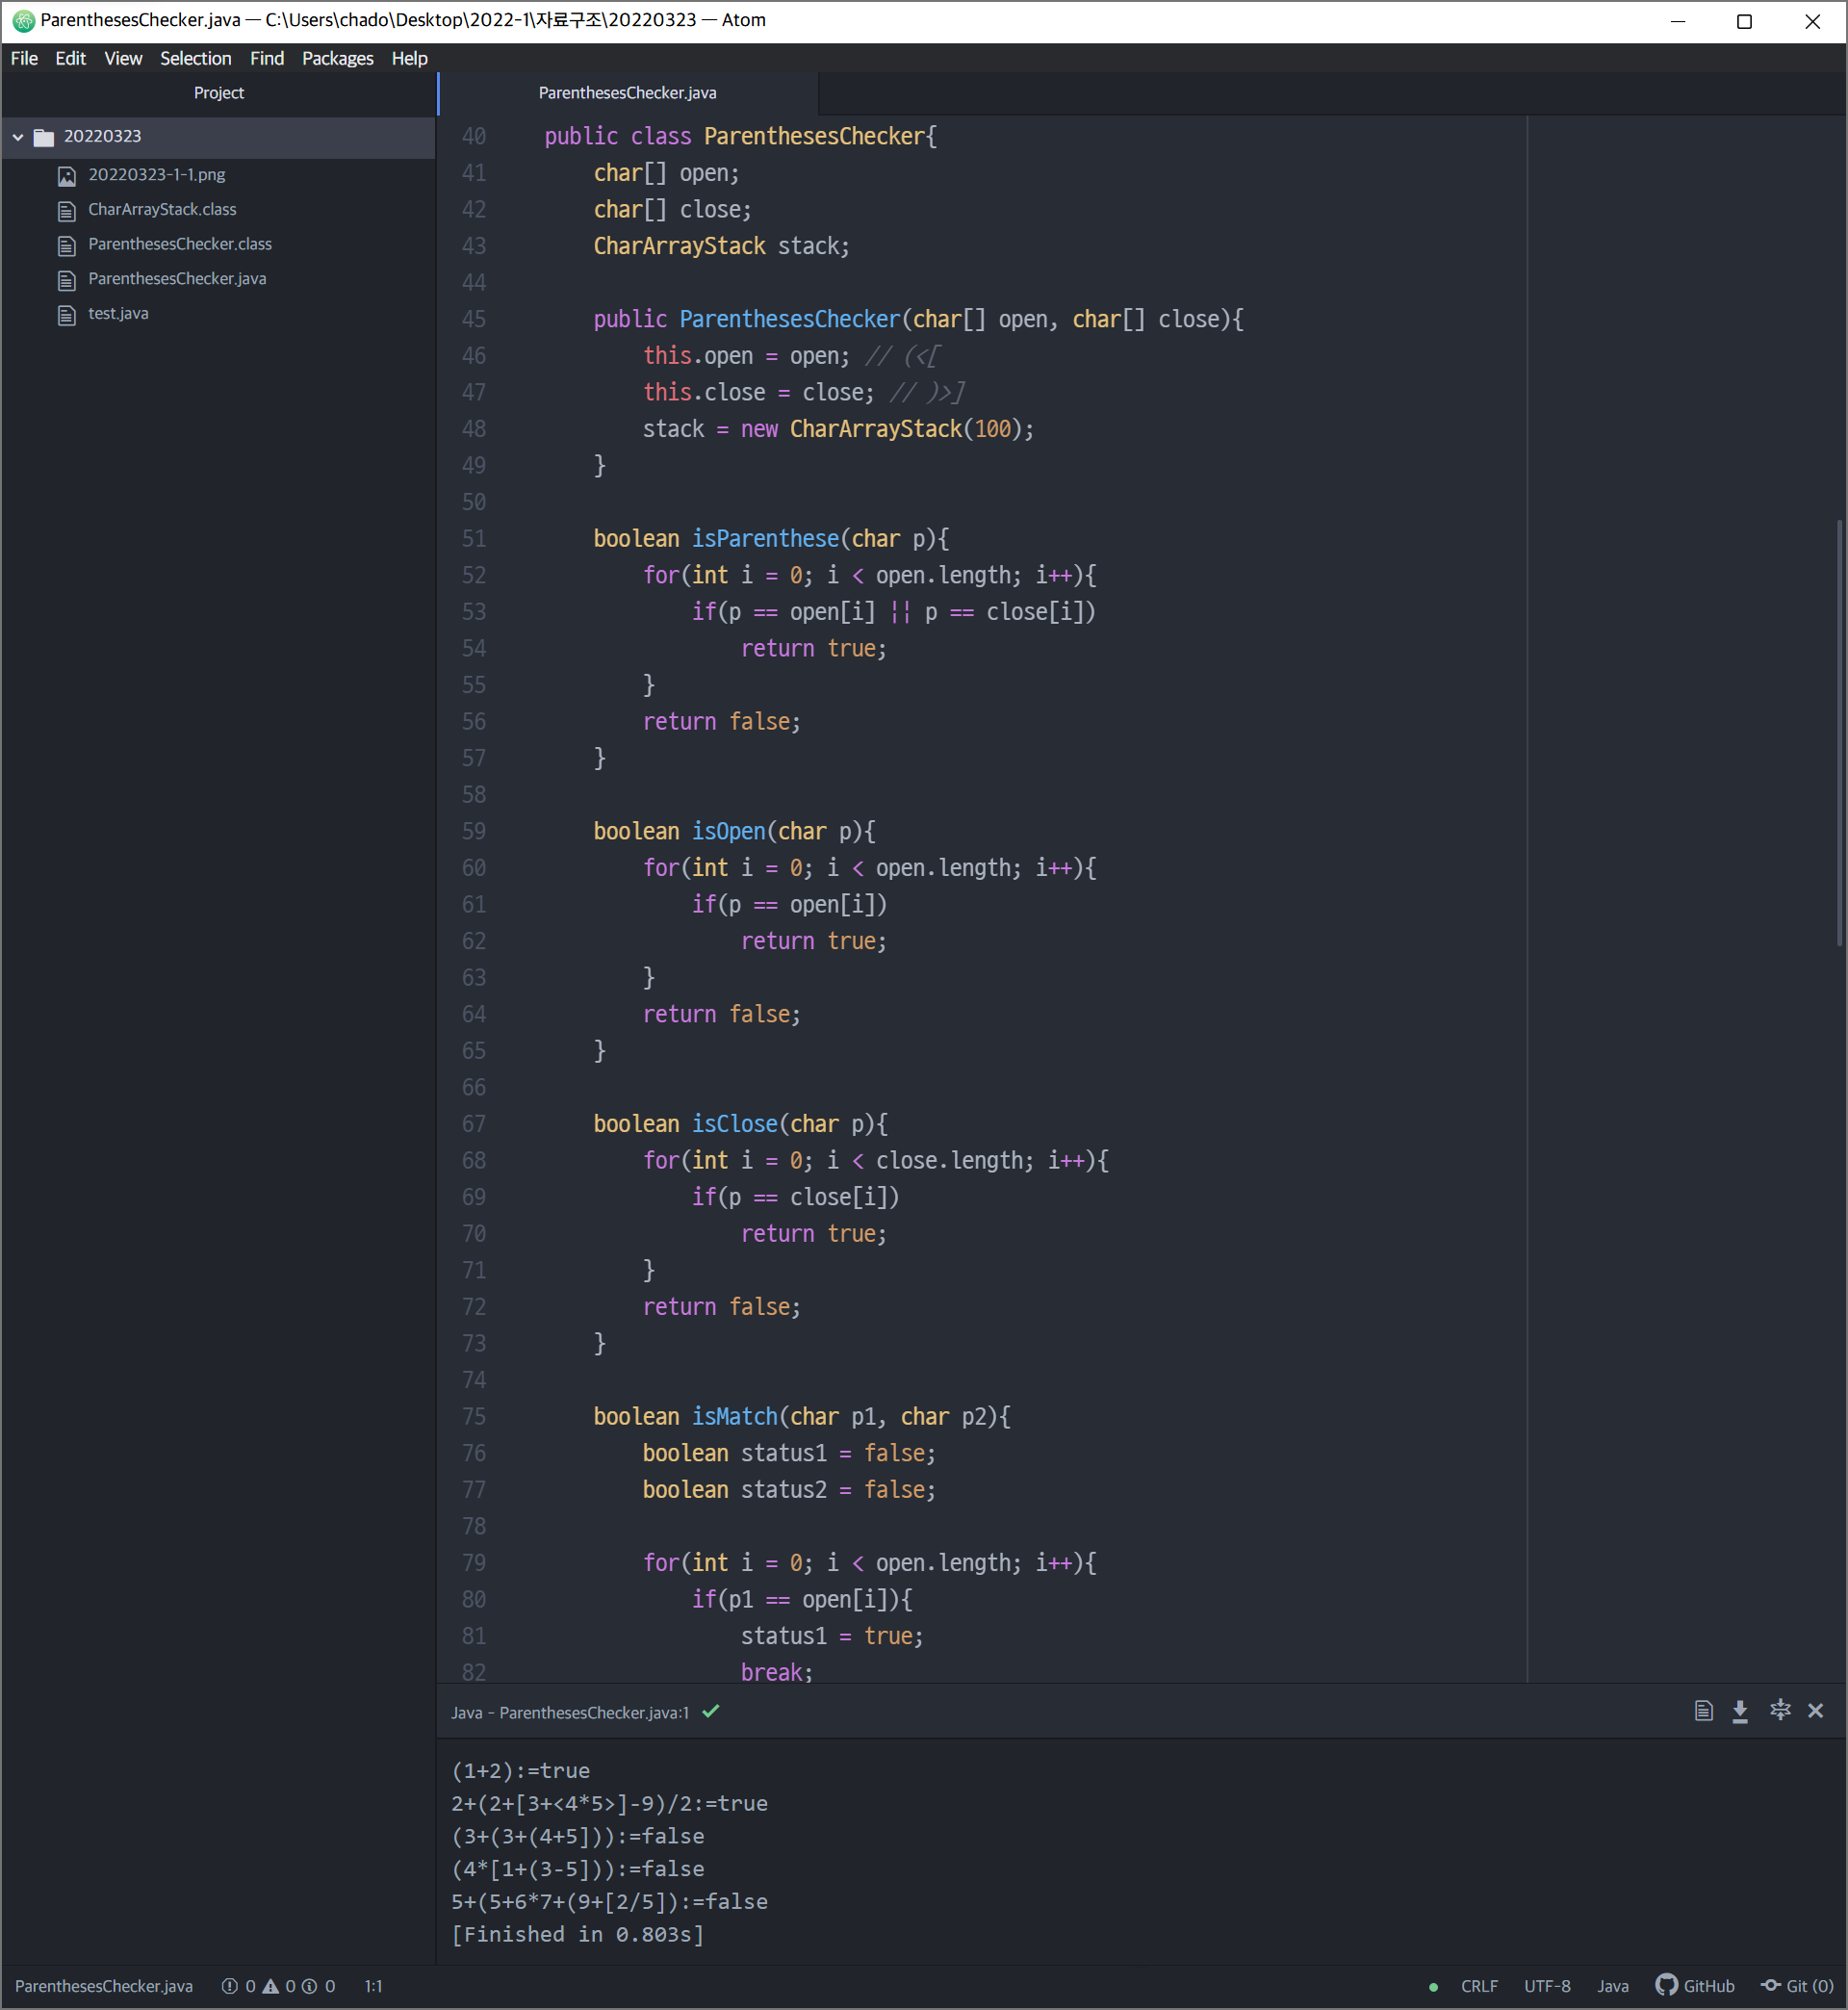 ParenthesesChecker.java — C:\Users\chado\Desktop\2022-1\자료구조\20220323 — Atom
File Edit View Selection Find Packages Help
Project
20220323
20220323-1-1.png
CharArrayStack.class
ParenthesesChecker.class
ParenthesesChecker.java
test.java
ParenthesesChecker.java
40 public class ParenthesesChecker{
41 char[] open;
42 char[] close;
43 CharArrayStack stack;
44
45 public ParenthesesChecker(char[] open, char[] close){
46 this.open = open; // (<[
47 this.close = close; // )>]
48 stack = new CharArrayStack(100);
49 }
50
51 boolean isParenthese(char p){
52 for(int i = 0; i < open.length; i++){
53 if(p == open[i] || p == close[i])
54 return true;
55 }
56 return false;
57 }
58
59 boolean isOpen(char p){
60 for(int i = 0; i < open.length; i++){
61 if(p == open[i])
62 return true;
63 }
64 return false;
65 }
66
67 boolean isClose(char p){
68 for(int i = 0; i < close.length; i++){
69 if(p == close[i])
70 return true;
71 }
72 return false;
73 }
74
75 boolean isMatch(char p1, char p2){
76 boolean status1 = false;
77 boolean status2 = false;
78
79 for(int i = 0; i < open.length; i++){
80 if(p1 == open[i]){
81 status1 = true;
82 break;
Java - ParenthesesChecker.java:1
(1+2):=true
2+(2+[3+<4*5>]-9)/2:=true
(3+(3+(4+5])):=false
(4*[1+(3-5])):=false
5+(5+6*7+(9+[2/5]):=false
[Finished in 0.803s]
ParenthesesChecker.java 0 0 0 1:1 CRLF UTF-8 Java GitHub Git (0)